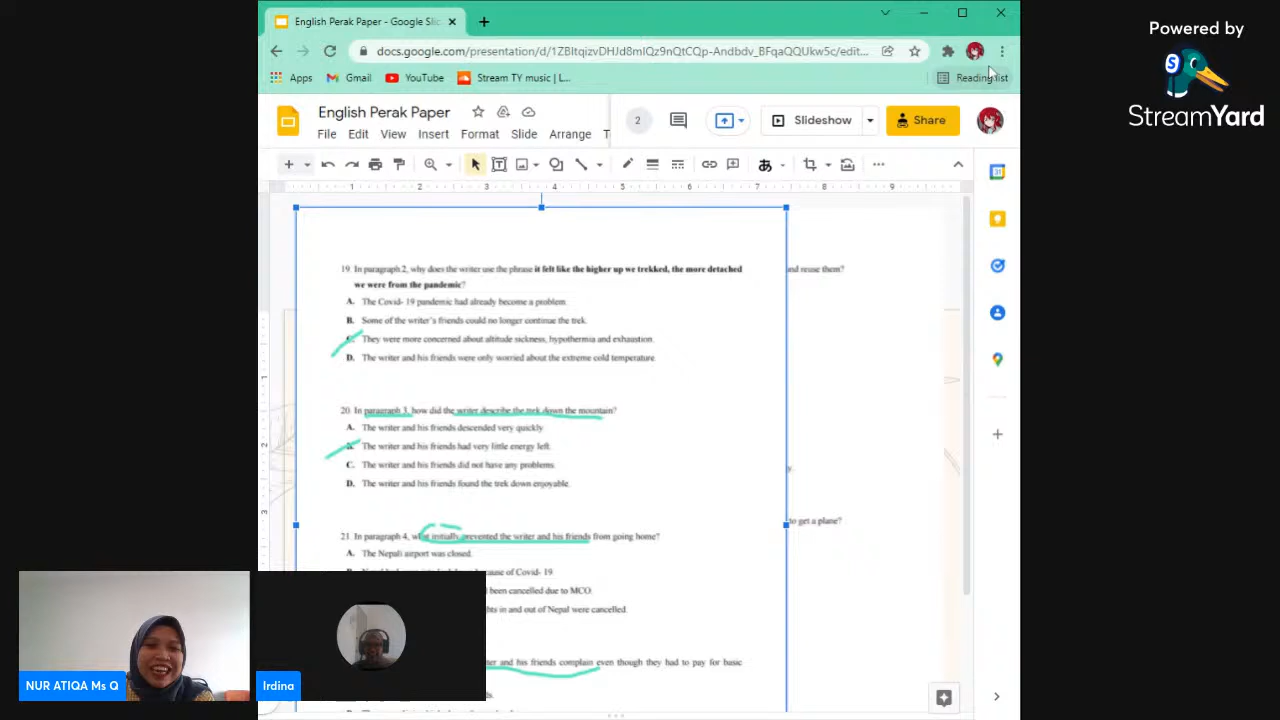 English Perak Paper - Google Slic
docs.google.com/presentation/d/1ZBItqizvDHJd8mIQz9nQtCQp-Andbdv_BFqaQQUkw5c/edit...
Apps Gmail YouTube Stream TY music | L... Reading list
Powered by
StreamYard
English Perak Paper
File Edit View Insert Format Slide Arrange T
2 Slideshow Share
19. In paragraph 2, why does the writer use the phrase it felt like the higher up we trekked, the more detached
we were from the pandemic?
A. The Covid- 19 pandemic had already become a problem.
B. Some of the writer's friends could no longer continue the trek.
C. They were more concerned about altitude sickness, hypothermia and exhaustion.
D. The writer and his friends were only worried about the extreme cold temperature.
and reuse them?
20. In paragraph 3, how did the writer describe the trek down the mountain?
A. The writer and his friends descended very quickly
The writer and his friends had very little energy left.
C. The writer and his friends did not have any problems.
D. The writer and his friends found the trek down enjoyable.
y.
to get a plane?
21. In paragraph 4, what initially prevented the writer and his friends from going home?
A. The Nepali airport was closed.
because of Covid- 19
been cancelled due to MCO.
hts in and out of Nepal were cancelled.
ter and his friends complain even though they had to pay for basic
ds.
NUR ATIQA Ms Q
Irdina